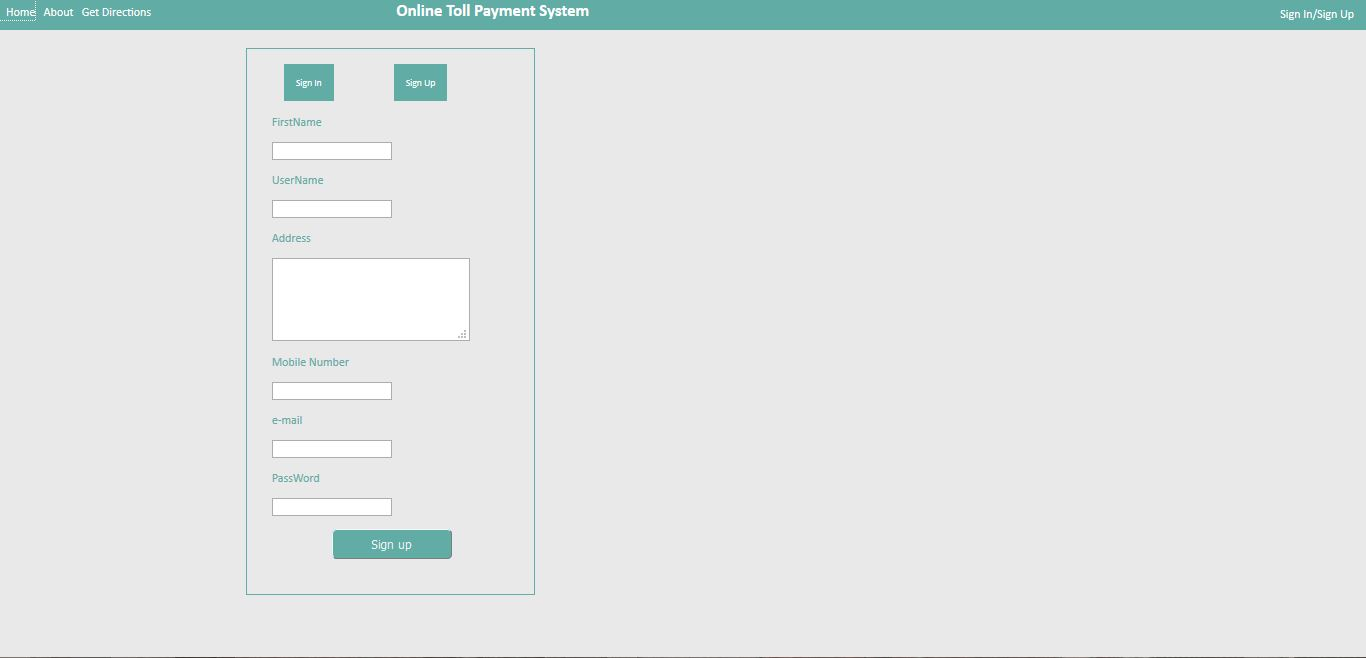 Home About Get Directions Online Toll Payment System Sign In/Sign Up
Sign In Sign Up
FirstName
UserName
Address
Mobile Number
e-mail
PassWord
Sign up